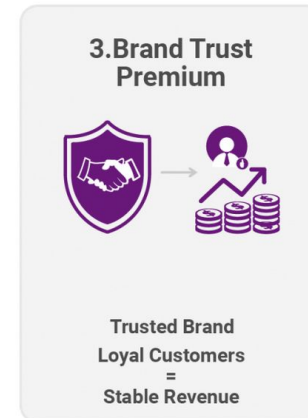 3.Brand Trust
Premium
Trusted Brand
Loyal Customers
=
Stable Revenue